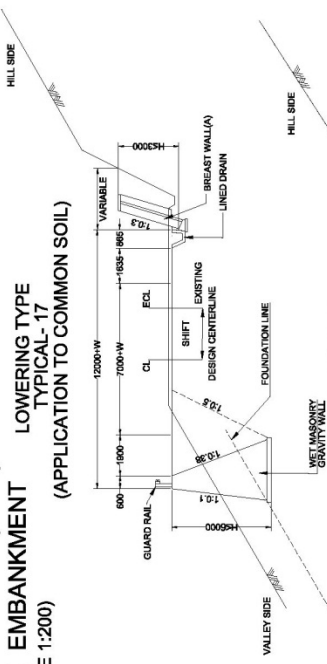 EMBANKMENT
E 1:200)
LOWERING TYPE
TYPICAL- 17
(APPLICATION TO COMMON SOIL)
HILL SIDE
12000+W
VARIABLE
600
1900
7000+W
1635
865
H≤3000
CL
ECL
GUARD RAIL
1:0.3
BREAST WALL(A)
LINED DRAIN
SHIFT
EXISTING
DESIGN CENTERLINE
H≤6000
1:0.1
1:0.38
1:0.5
FOUNDATION LINE
WET MASONRY
GRAVITY WALL
VALLEY SIDE
HILL SIDE